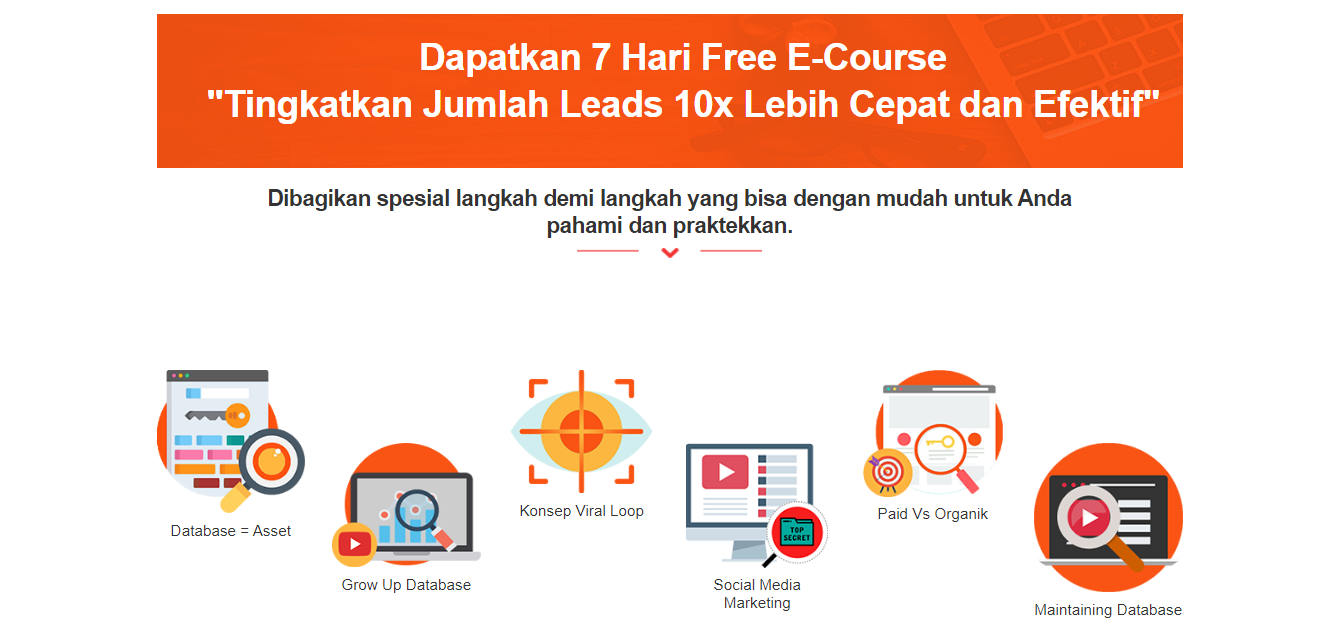 Dapatkan 7 Hari Free E-Course
"Tingkatkan Jumlah Leads 10x Lebih Cepat dan Efektif"
Dibagikan spesial langkah demi langkah yang bisa dengan mudah untuk Anda
pahami dan praktekkan.
Database = Asset
Grow Up Database
Konsep Viral Loop
TOP
SECRET
Social Media
Marketing
Paid Vs Organik
Maintaining Database